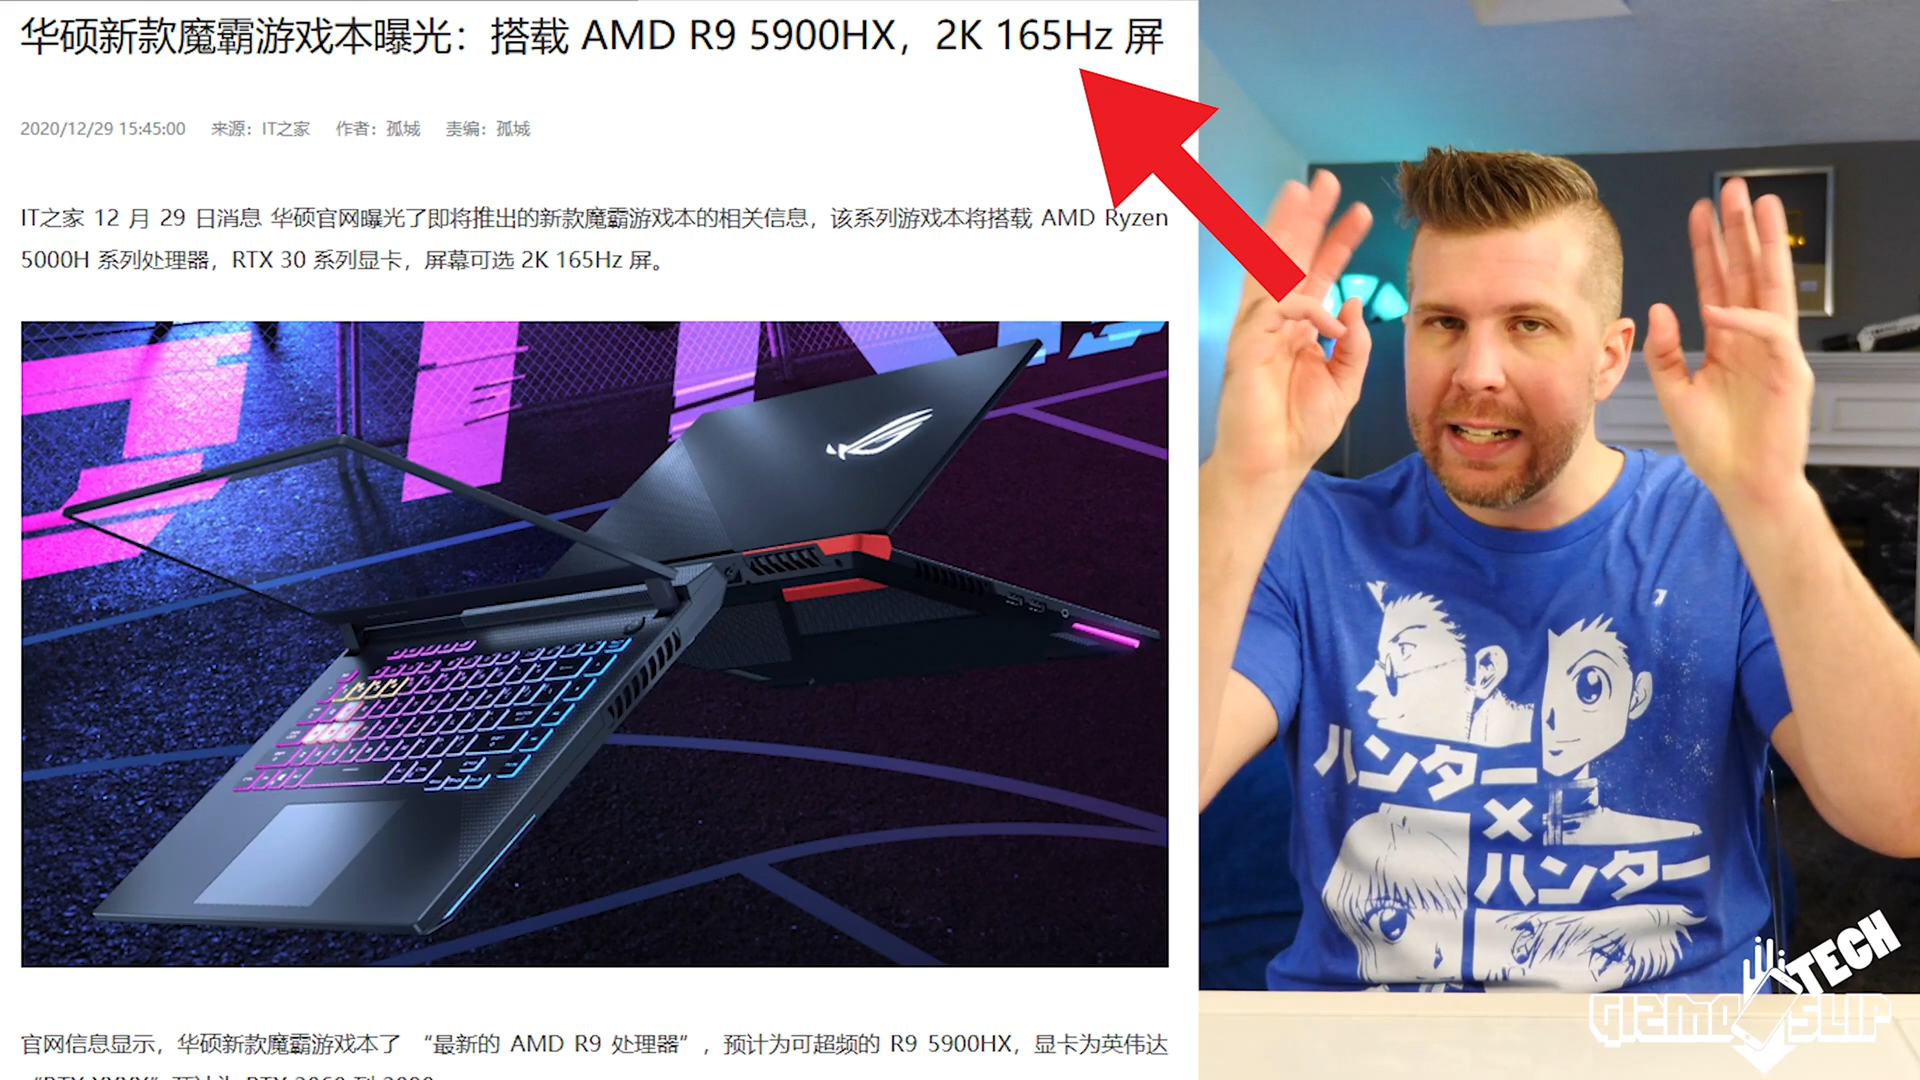 华硕新款魔霸游戏本曝光：搭载 AMD R9 5900HX，2K 165Hz 屏
2020/12/29 15:45:00 来源：IT之家 作者：孤城 责编：孤城
IT之家 12 月 29 日消息 华硕官网曝光了即将推出的新款魔霸游戏本的相关信息，该系列游戏本将搭载 AMD Ryzen
5000H 系列处理器，RTX 30 系列显卡，屏幕可选 2K 165Hz 屏。
官网信息显示，华硕新款魔霸游戏本了 “最新的 AMD R9 处理器”，预计为可超频的 R9 5900HX，显卡为英伟达
ハンター
×
ハンター
TECH
GIZMO SLIP